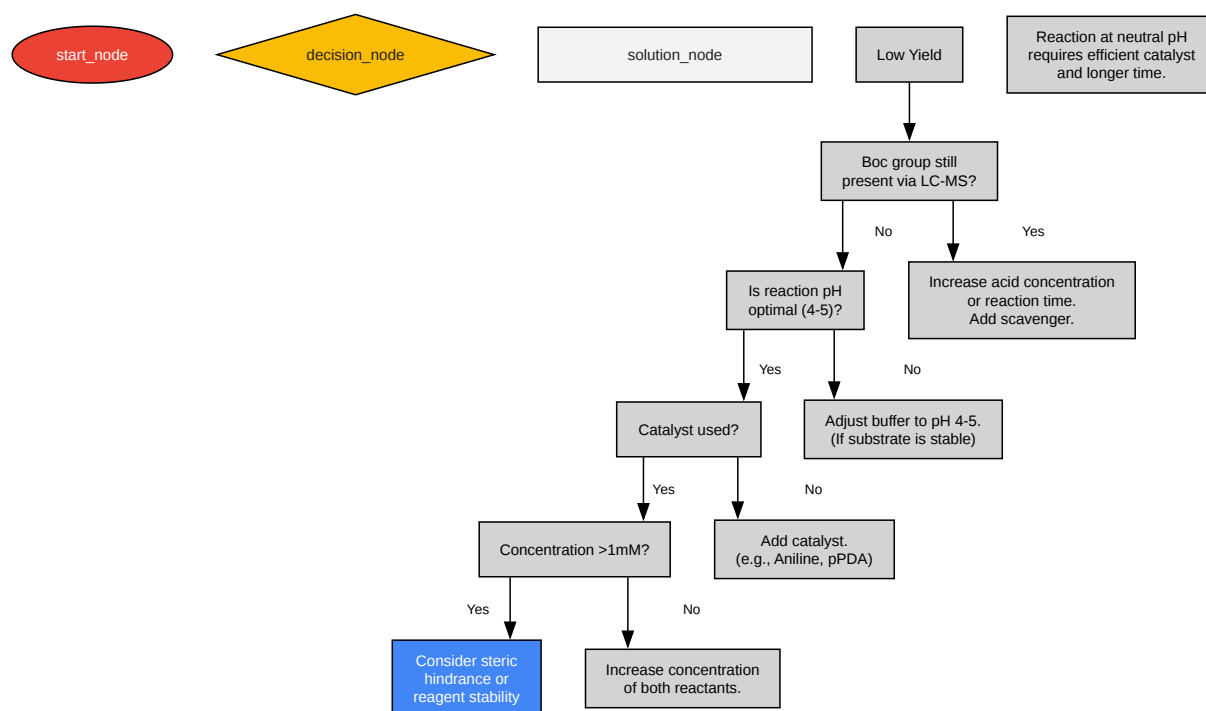 start_node
decision_node
solution_node
Low Yield
Reaction at neutral pH
requires efficient catalyst
and longer time.
Boc group still
present via LC-MS?
No
Yes
Is reaction pH
optimal (4-5)?
Increase acid concentration
or reaction time.
Add scavenger.
Yes
No
Catalyst used?
Adjust buffer to pH 4-5.
(If substrate is stable)
Yes
No
Concentration >1mM?
Add catalyst.
(e.g., Aniline, pPDA)
Yes
No
Consider steric
hindrance or
reagent stability
Increase concentration
of both reactants.